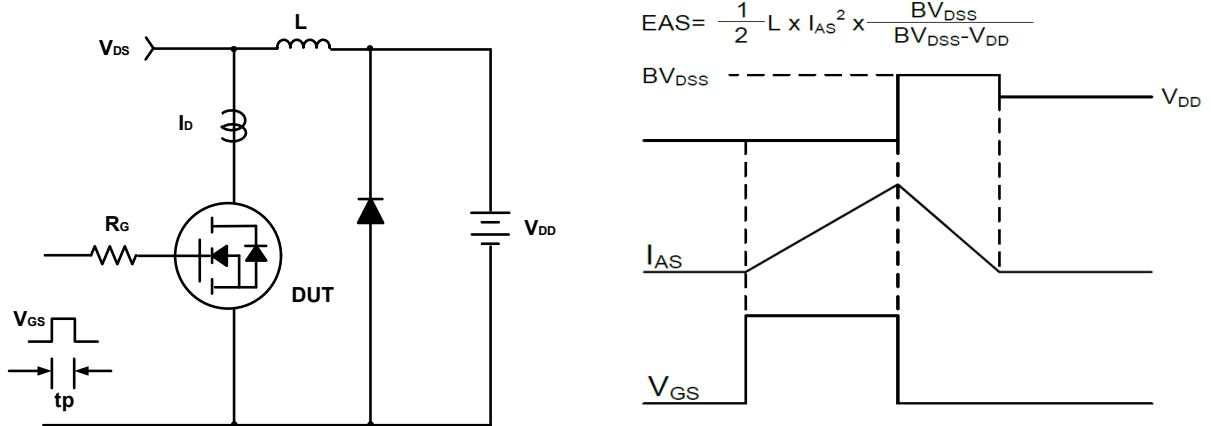 L
VDS
ID
RG
VDD
DUT
VGS
tp
EAS= 1/2 L x IAS² x BVDSS/BVDSS-VDD
BVDSS
VDD
IAS
VGS